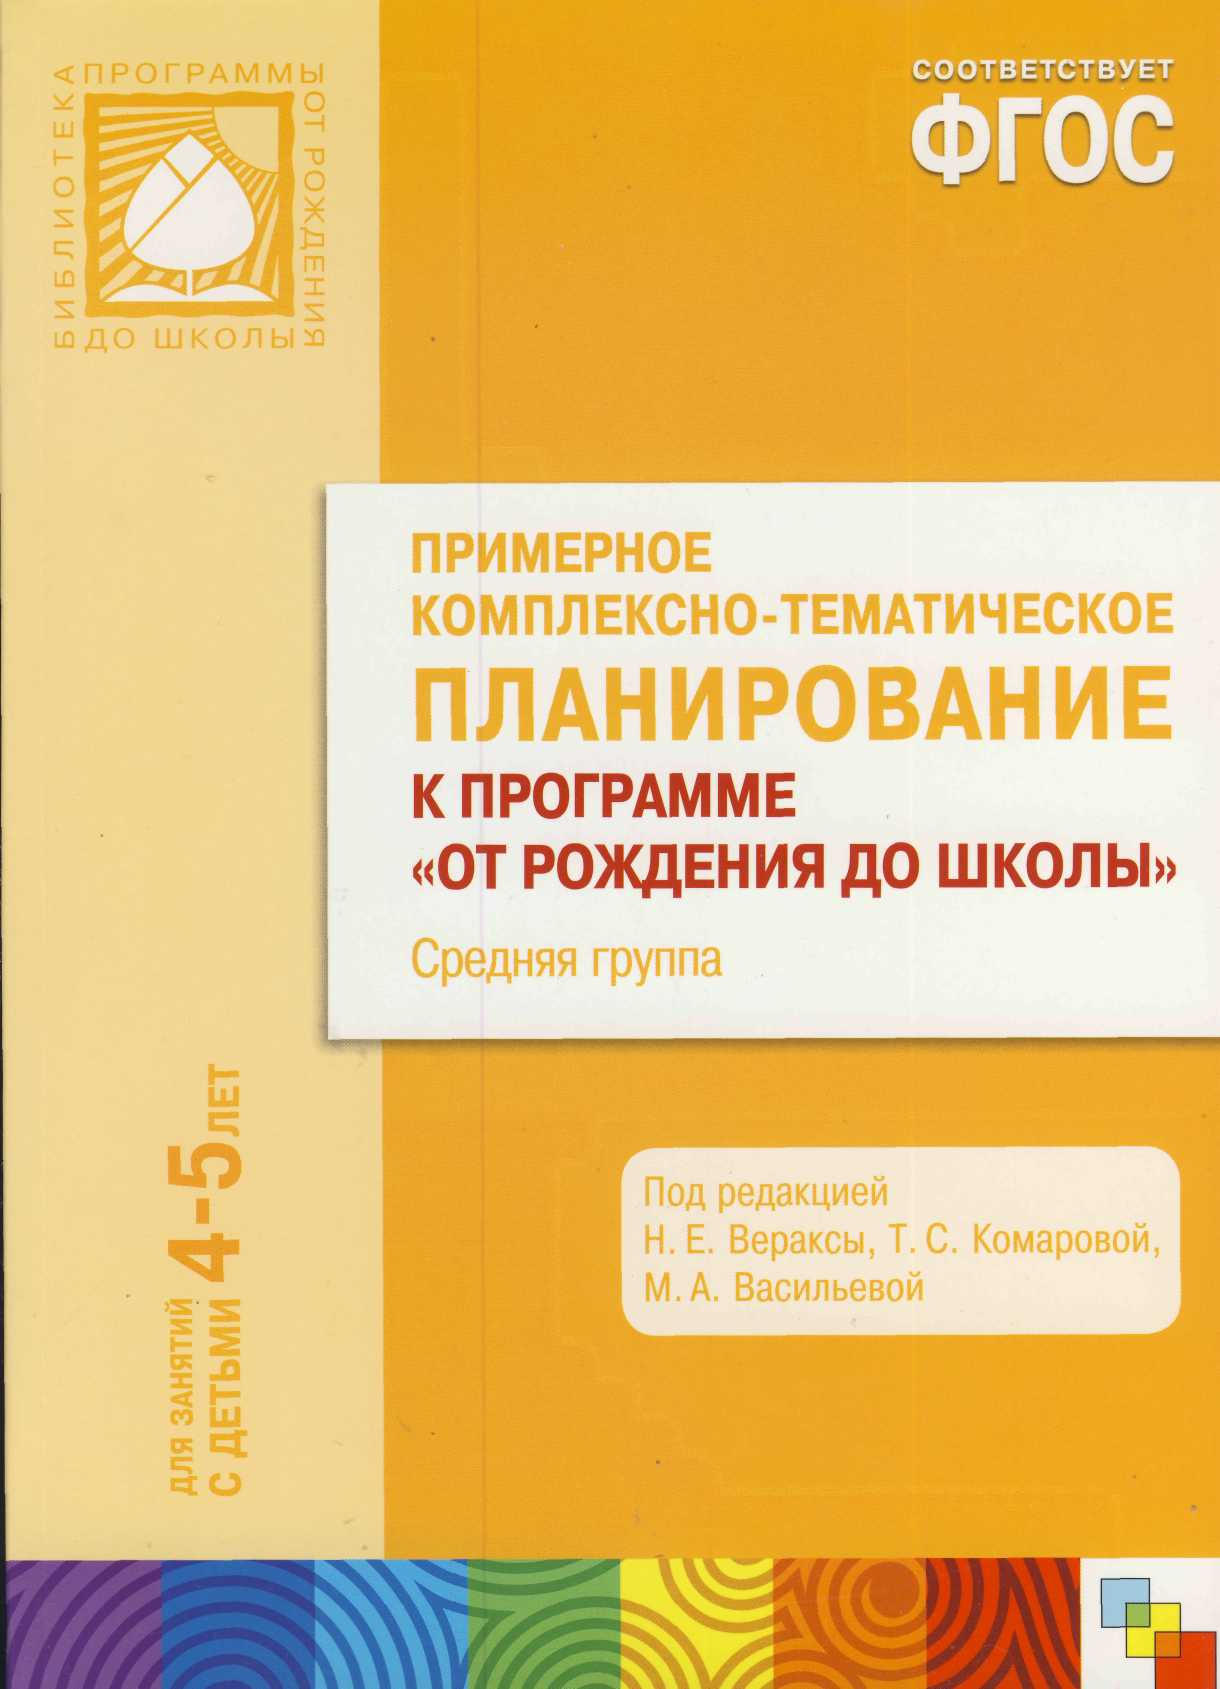 БИБЛИОТЕКА
ПРОГРАММЫ
ОТ РОЖДЕНИЯ
ДО ШКОЛЫ
СООТВЕТСТВУЕТ
ФГОС
ПРИМЕРНОЕ
КОМПЛЕКСНО-ТЕМАТИЧЕСКОЕ
ПЛАНИРОВАНИЕ
К ПРОГРАММЕ
«ОТ РОЖДЕНИЯ ДО ШКОЛЫ»
Средняя группа
ДЛЯ ЗАНЯТИЙ
С ДЕТЬМИ 4-5 ЛЕТ
Под редакцией
Н. Е. Вераксы, Т. С. Комаровой,
М. А. Васильевой